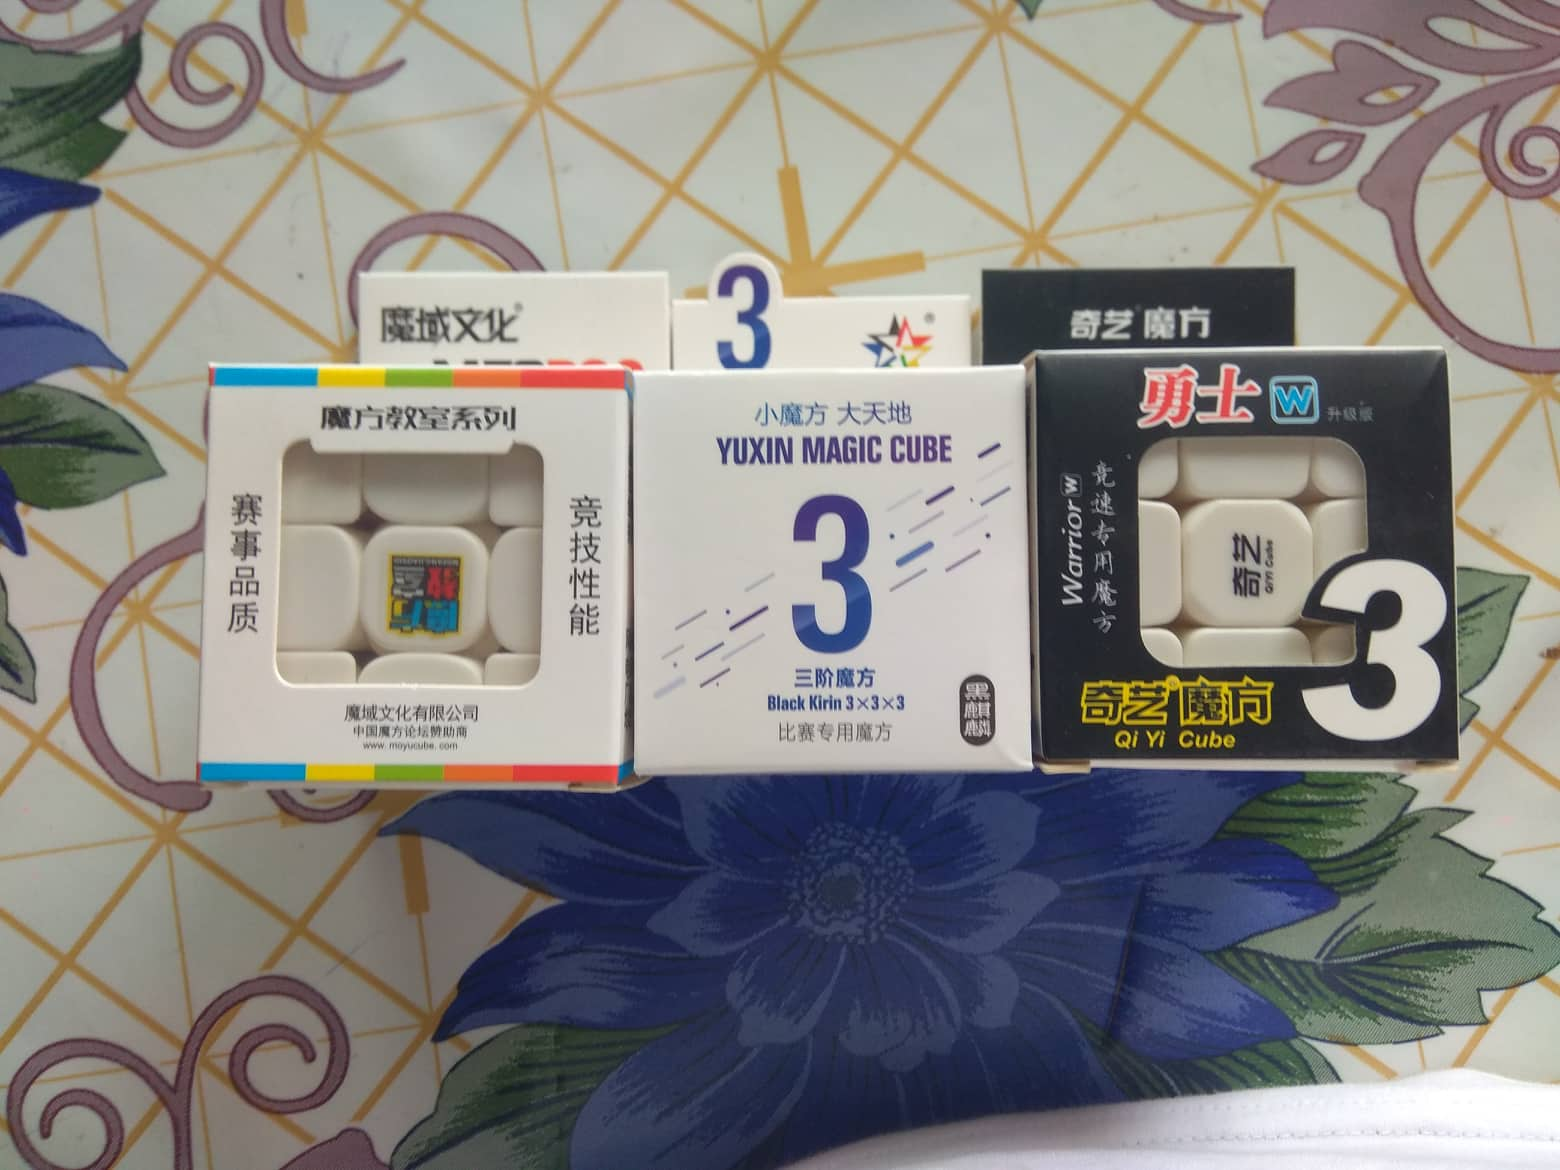 魔域文化
3
奇艺 魔方
魔方教室系列
赛事品质
竞技性能
魔域文化有限公司
中国魔方论坛赞助商
www. moyucube. com
小魔方 大天地
YUXIN MAGIC CUBE
3
三阶魔方
Black Kirin 3×3×3
比赛专用魔方
黑麒麟
勇士 W 升级版
Warrior W
竞速专用魔方
奇艺
QiYi Cube
3
奇艺®魔方
Qi Yi Cube